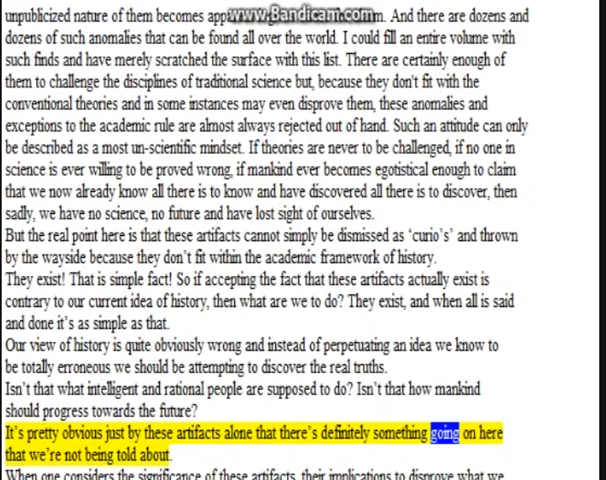 www.Bandicam.com
unpublicized nature of them becomes And there are dozens and
dozens of such anomalies that can be found all over the world. I could fill an entire volume with
such finds and have merely scratched the surface with this list. There are certainly enough of
them to challenge the disciplines of traditional science but, because they don't fit with the
conventional theories and in some instances may even disprove them, these anomalies and
exceptions to the academic rule are almost always rejected out of hand. Such an attitude can only
be described as a most un-scientific mindset. If theories are never to be challenged, if no one in
science is ever willing to be proved wrong, if mankind ever becomes egotistical enough to claim
that we now already know all there is to know and have discovered all there is to discover, then
sadly, we have no science, no future and have lost sight of ourselves.
But the real point here is that these artifacts cannot simply be dismissed as ‘curio’s’ and thrown
by the wayside because they don’t fit within the academic framework of history.
They exist! That is simple fact! So if accepting the fact that these artifacts actually exist is
contrary to our current idea of history, then what are we to do? They exist, and when all is said
and done it’s as simple as that.
Our view of history is quite obviously wrong and instead of perpetuating an idea we know to
be totally erroneous we should be attempting to discover the real truths.
Isn’t that what intelligent and rational people are supposed to do? Isn’t that how mankind
should progress towards the future?
It’s pretty obvious just by these artifacts alone that there’s definitely something going on here
that we’re not being told about.
When one considers the significance of these artifacts, their implications to disprove what we